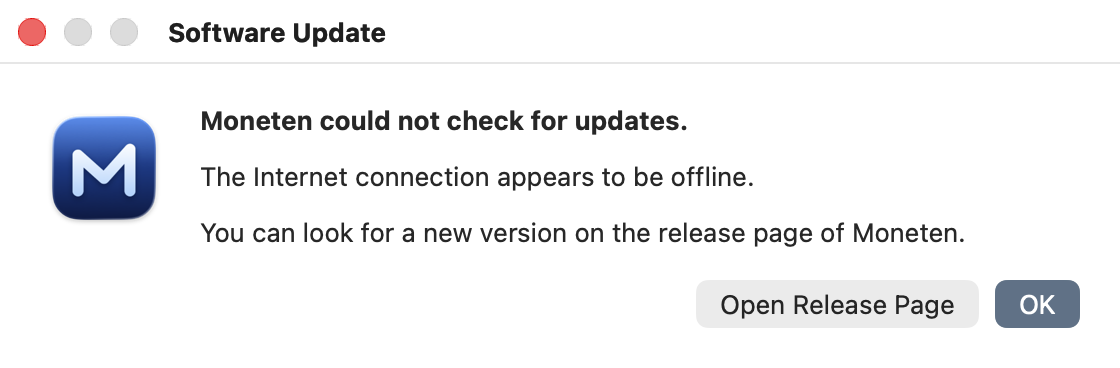 Software Update
M
Moneten could not check for updates.
The Internet connection appears to be offline.
You can look for a new version on the release page of Moneten.
Open Release Page
OK